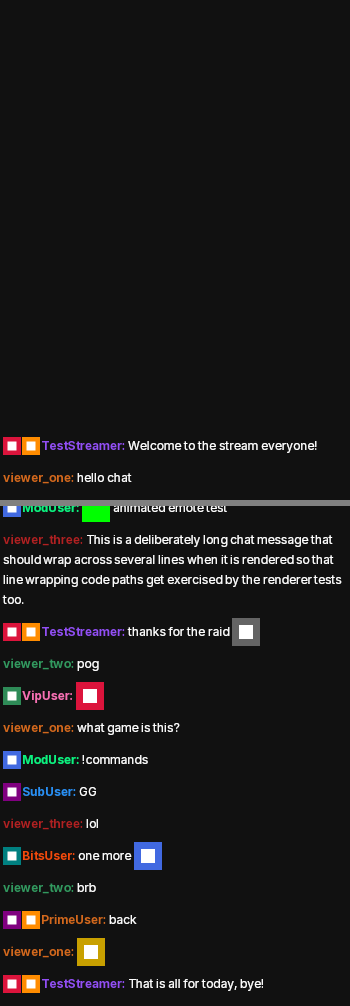 TestStreamer: Welcome to the stream everyone!
viewer_one: hello chat
ModUser: animated emote test
viewer_three: This is a deliberately long chat message that
should wrap across several lines when it is rendered so that
line wrapping code paths get exercised by the renderer tests
too.
TestStreamer: thanks for the raid
viewer_two: pog
VipUser:
viewer_one: what game is this?
ModUser: !commands
SubUser: GG
viewer_three: lol
BitsUser: one more
viewer_two: brb
PrimeUser: back
viewer_one:
TestStreamer: That is all for today, bye!